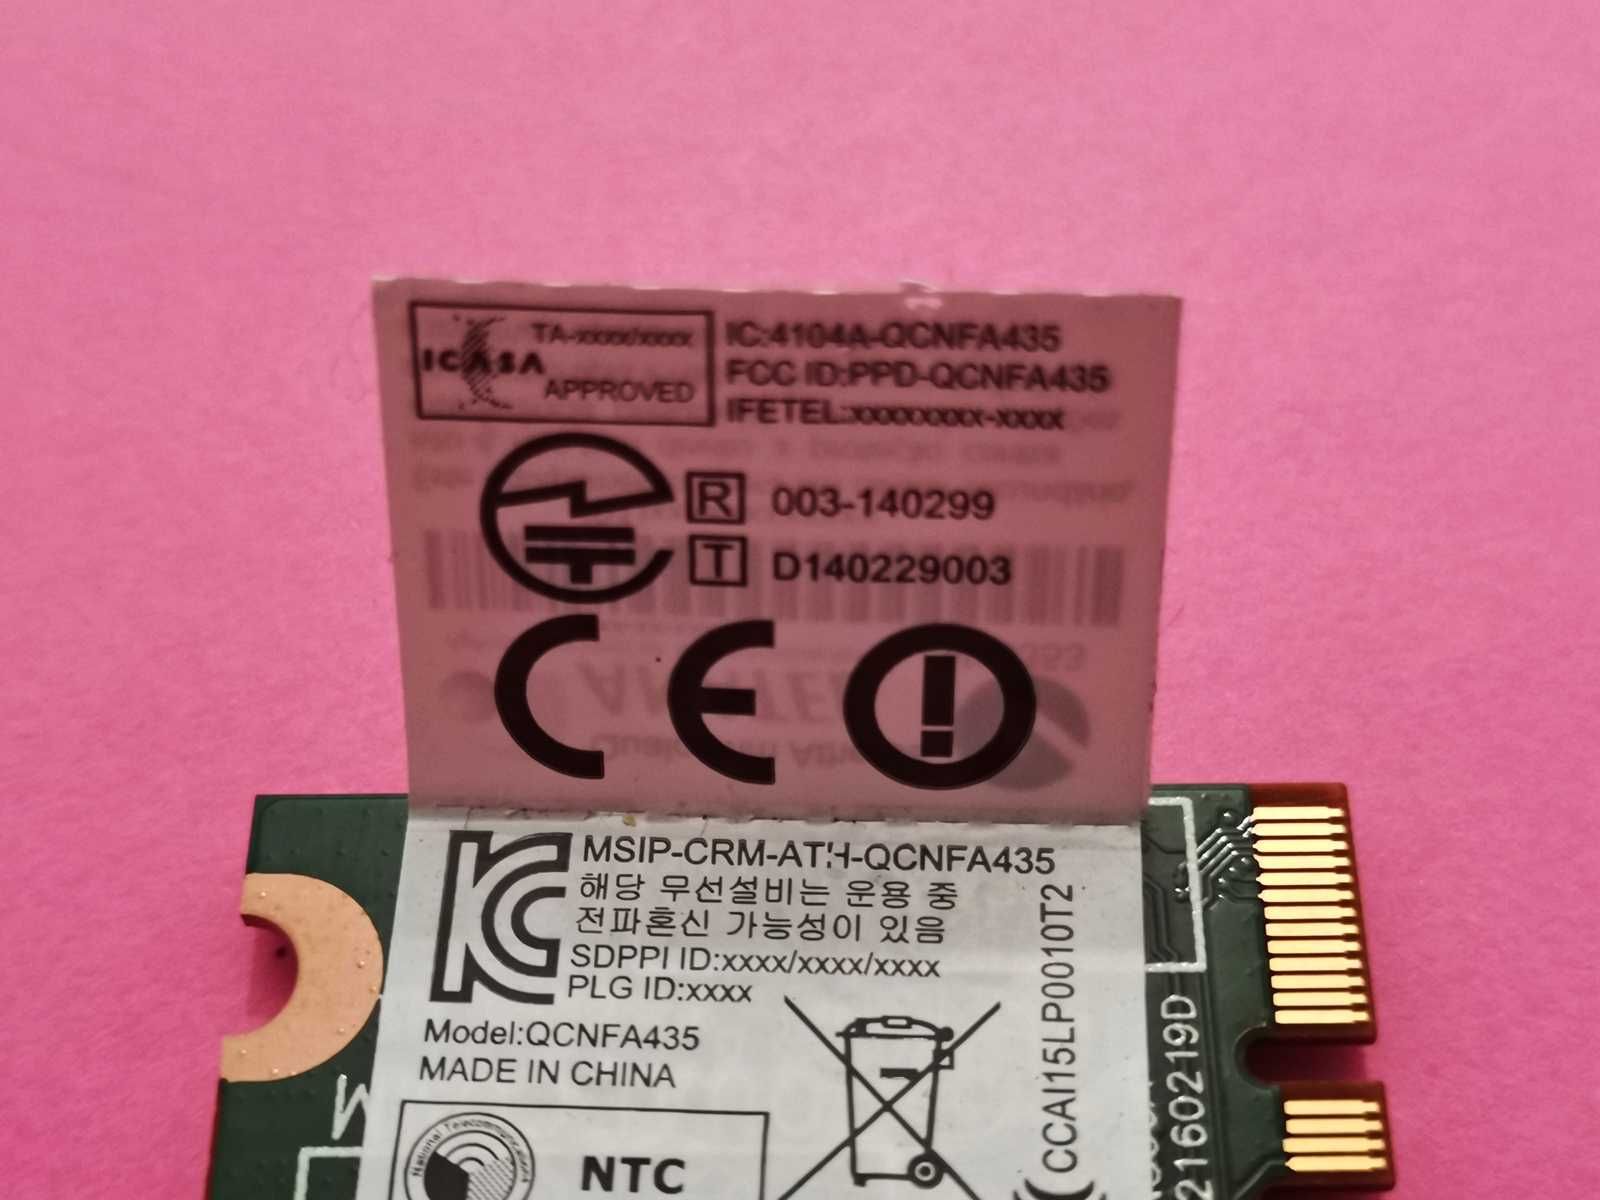 ICASA
TA-xxxx/xxxx
APPROVED
IC:4104A-QCNFA435
FCC ID:PPD-QCNFA435
IFETEL:xxxxxxxxx-xxxx
R 003-140299
T D140229003
CE
MSIP-CRM-ATH-QCNFA435
해당 무선설비는 운용 중
전파혼신 가능성이 있음
SDPPI ID:xxxx/xxxx/xxxx
PLG ID:xxxx
Model:QCNFA435
MADE IN CHINA
National Telecommunications
NTC
CCAI15LP0010T2
2160219D